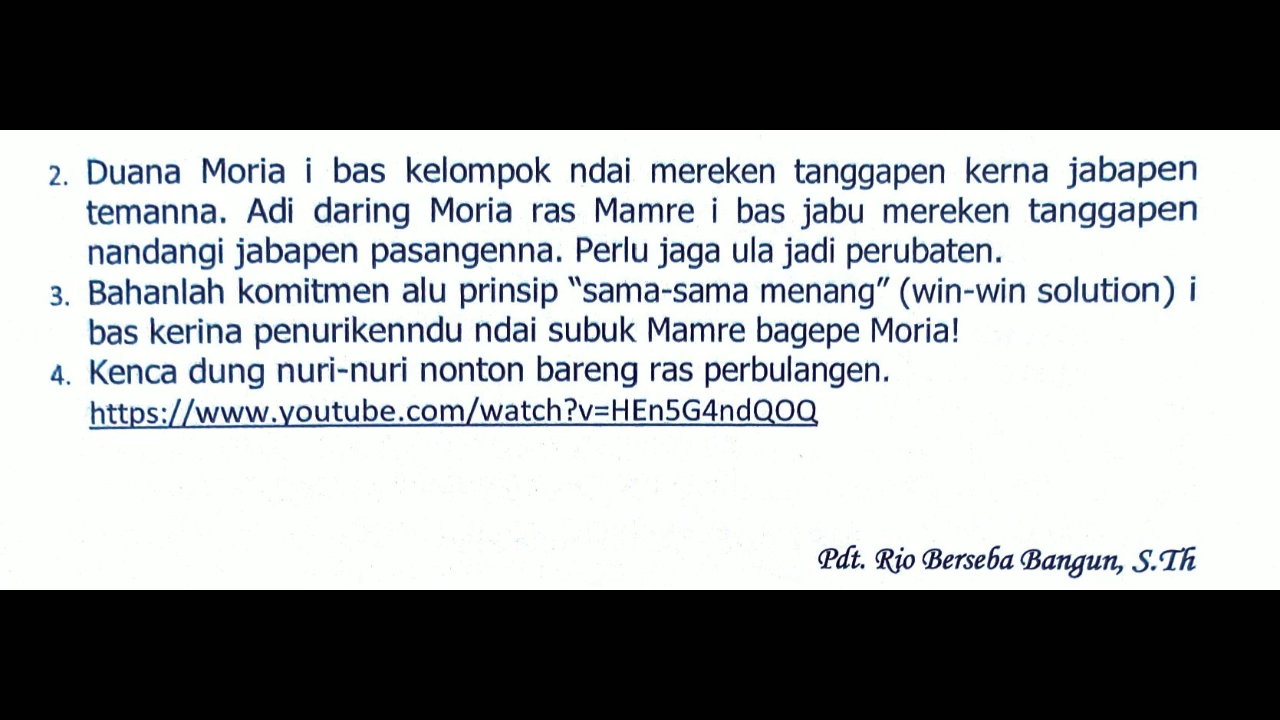 2. Duana Moria i bas kelompok ndai mereken tanggapen kerna jabapen
temanna. Adi daring Moria ras Mamre i bas jabu mereken tanggapen
nandangi jabapen pasangenna. Perlu jaga ula jadi perubaten.
3. Bahanlah komitmen alu prinsip "sama-sama menang" (win-win solution) i
bas kerina penurikenndu ndai subuk Mamre bagepe Moria!
4. Kenca dung nuri-nuri nonton bareng ras perbulangen.
https://www.youtube.com/watch?v=HEn5G4ndQOQ
Pdt. Rio Berseba Bangun, S.Th